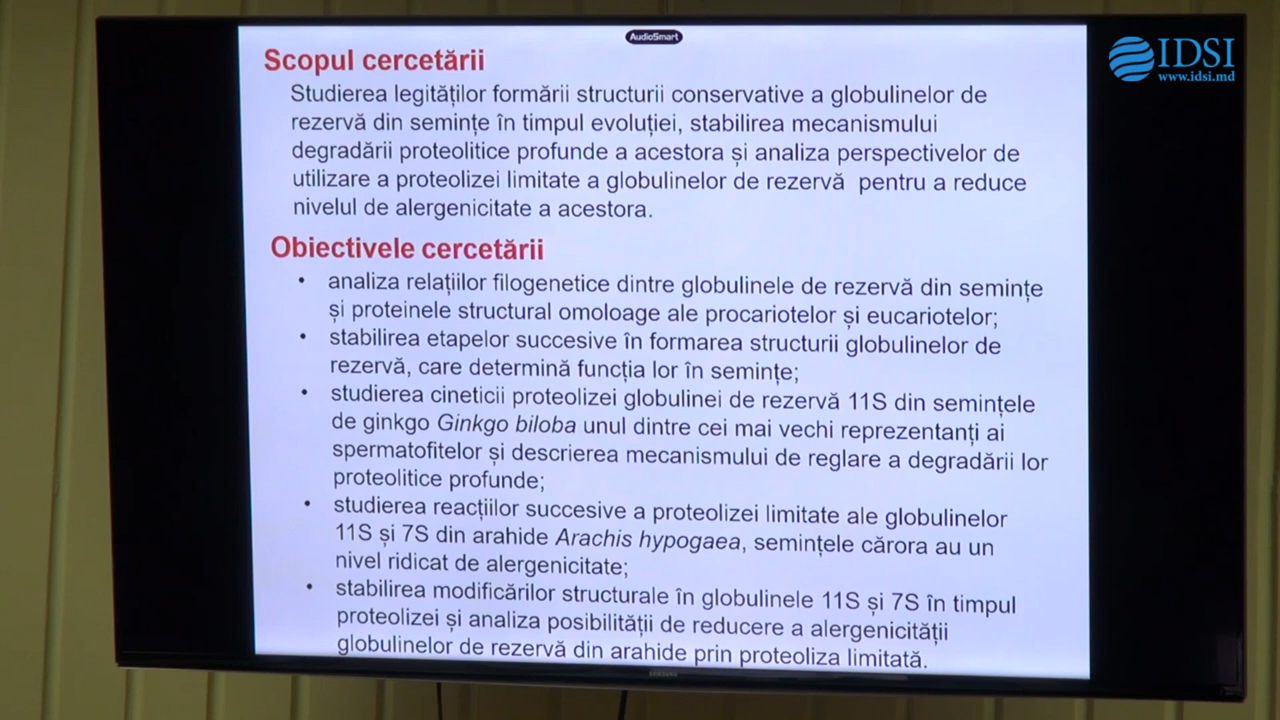 AudioSmart
IDSI
www.idsi.md
Scopul cercetării
Studierea legităților formării structurii conservative a globulinelor de
rezervă din semințe în timpul evoluției, stabilirea mecanismului
degradării proteolitice profunde a acestora și analiza perspectivelor de
utilizare a proteolizei limitate a globulinelor de rezervă pentru a reduce
nivelul de alergenicitate a acestora.
Obiectivele cercetării
• analiza relațiilor filogenetice dintre globulinele de rezervă din semințe
și proteinele structural omoloage ale procariotelor și eucariotelor;
• stabilirea etapelor succesive în formarea structurii globulinelor de
rezervă, care determină funcția lor în semințe;
• studierea cineticii proteolizei globulinei de rezervă 11S din semințele
de ginkgo Ginkgo biloba unul dintre cei mai vechi reprezentanți ai
spermatofitelor și descrierea mecanismului de reglare a degradării lor
proteolitice profunde;
• studierea reacțiilor succesive a proteolizei limitate ale globulinelor
11S și 7S din arahide Arachis hypogaea, semințele cărora au un
nivel ridicat de alergenicitate;
• stabilirea modificărilor structurale în globulinele 11S și 7S în timpul
proteolizei și analiza posibilității de reducere a alergenicității
globulinelor de rezervă din arahide prin proteoliza limitată.
SAMSUNG